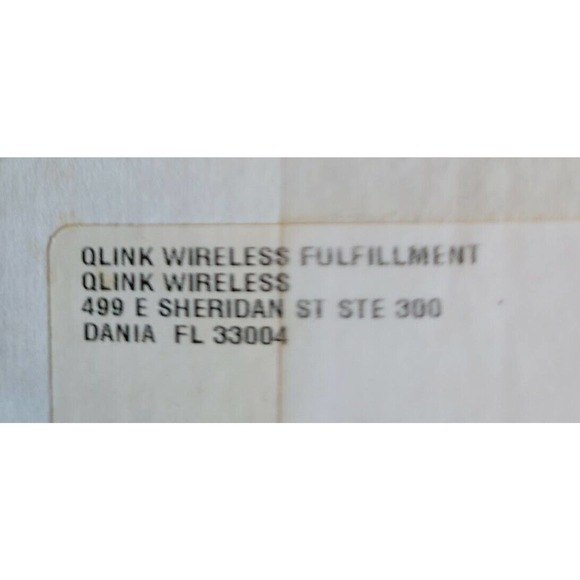 QLINK WIRELESS FULFILLMENT
QLINK WIRELESS
499 E SHERIDAN ST STE 300
DANIA FL 33004